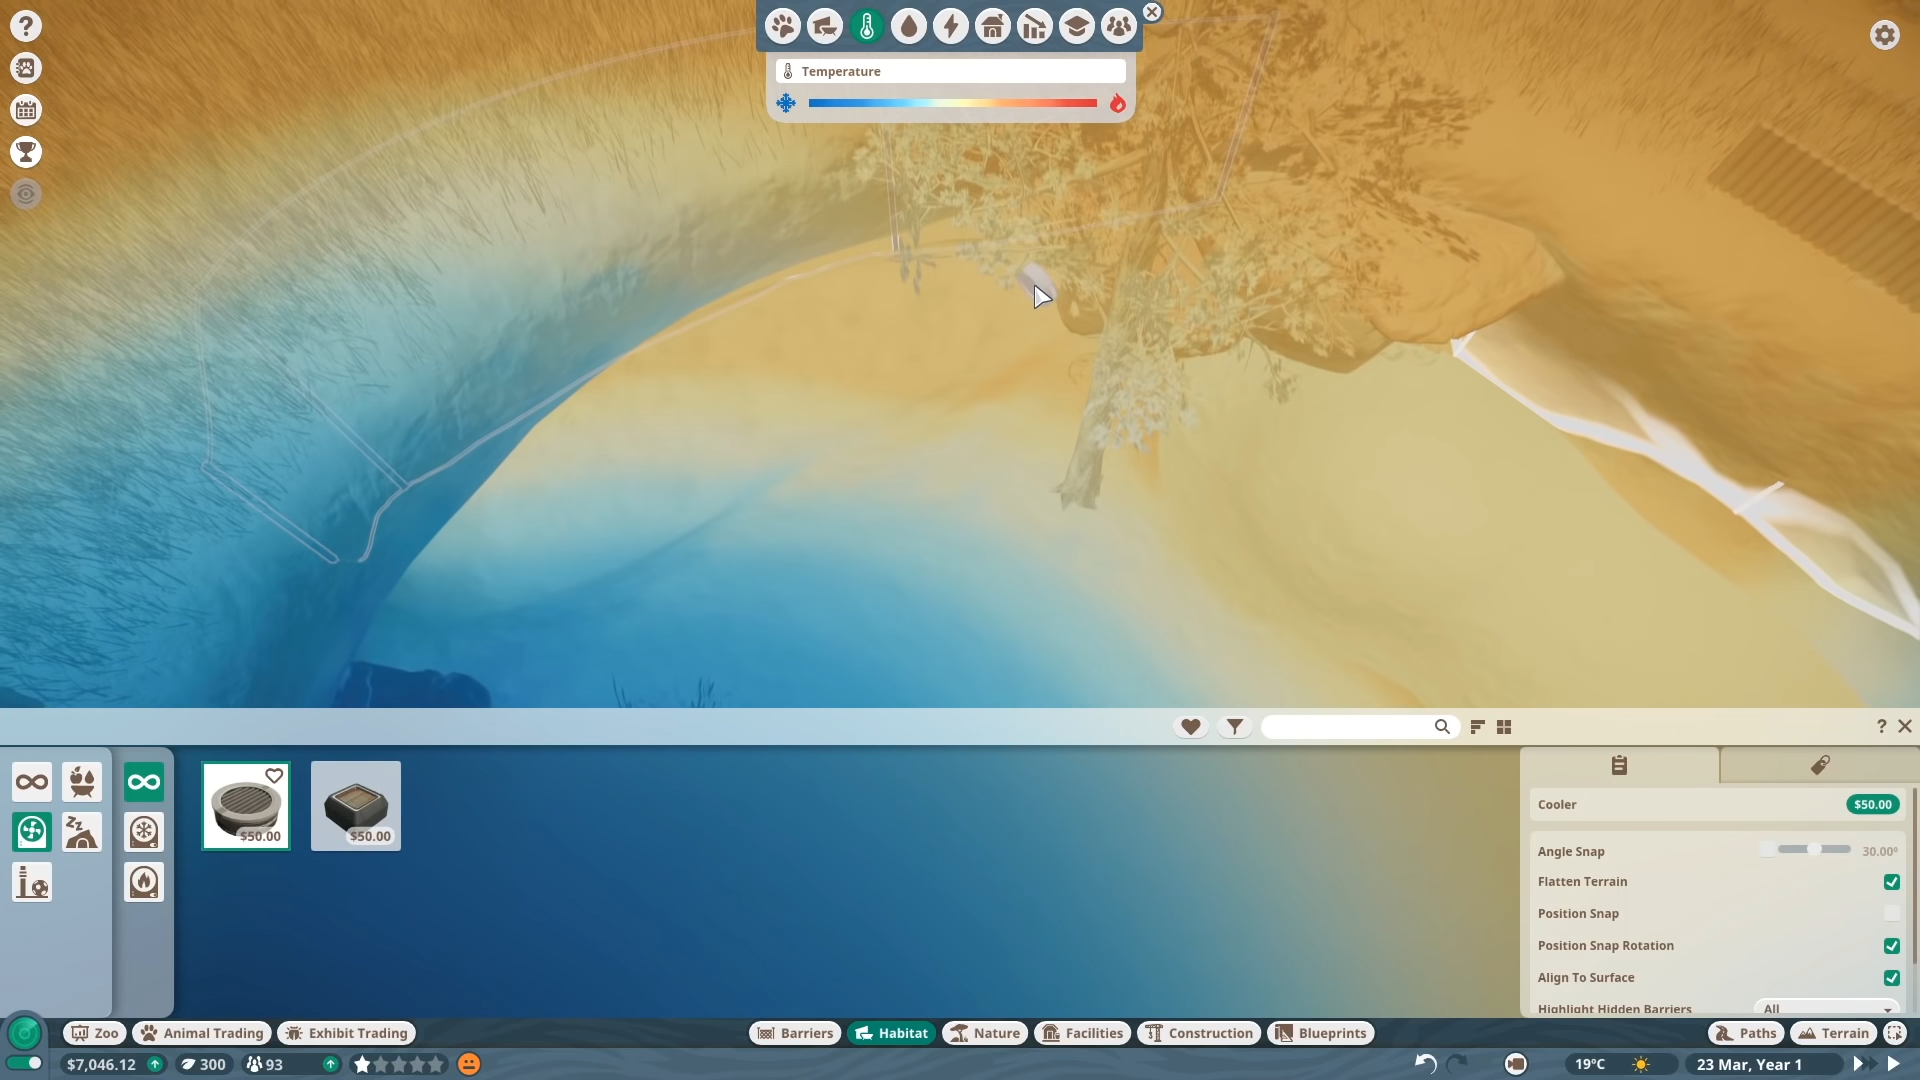 Temperature
$50.00
$50.00
Cooler $50.00
Angle Snap 30.00º
Flatten Terrain
Position Snap
Position Snap Rotation
Align To Surface
Highlight Hidden Barriers All
Zoo Animal Trading Exhibit Trading Barriers Habitat Nature Facilities Construction Blueprints Paths Terrain
$7,046.12 300 93 19°C 23 Mar, Year 1